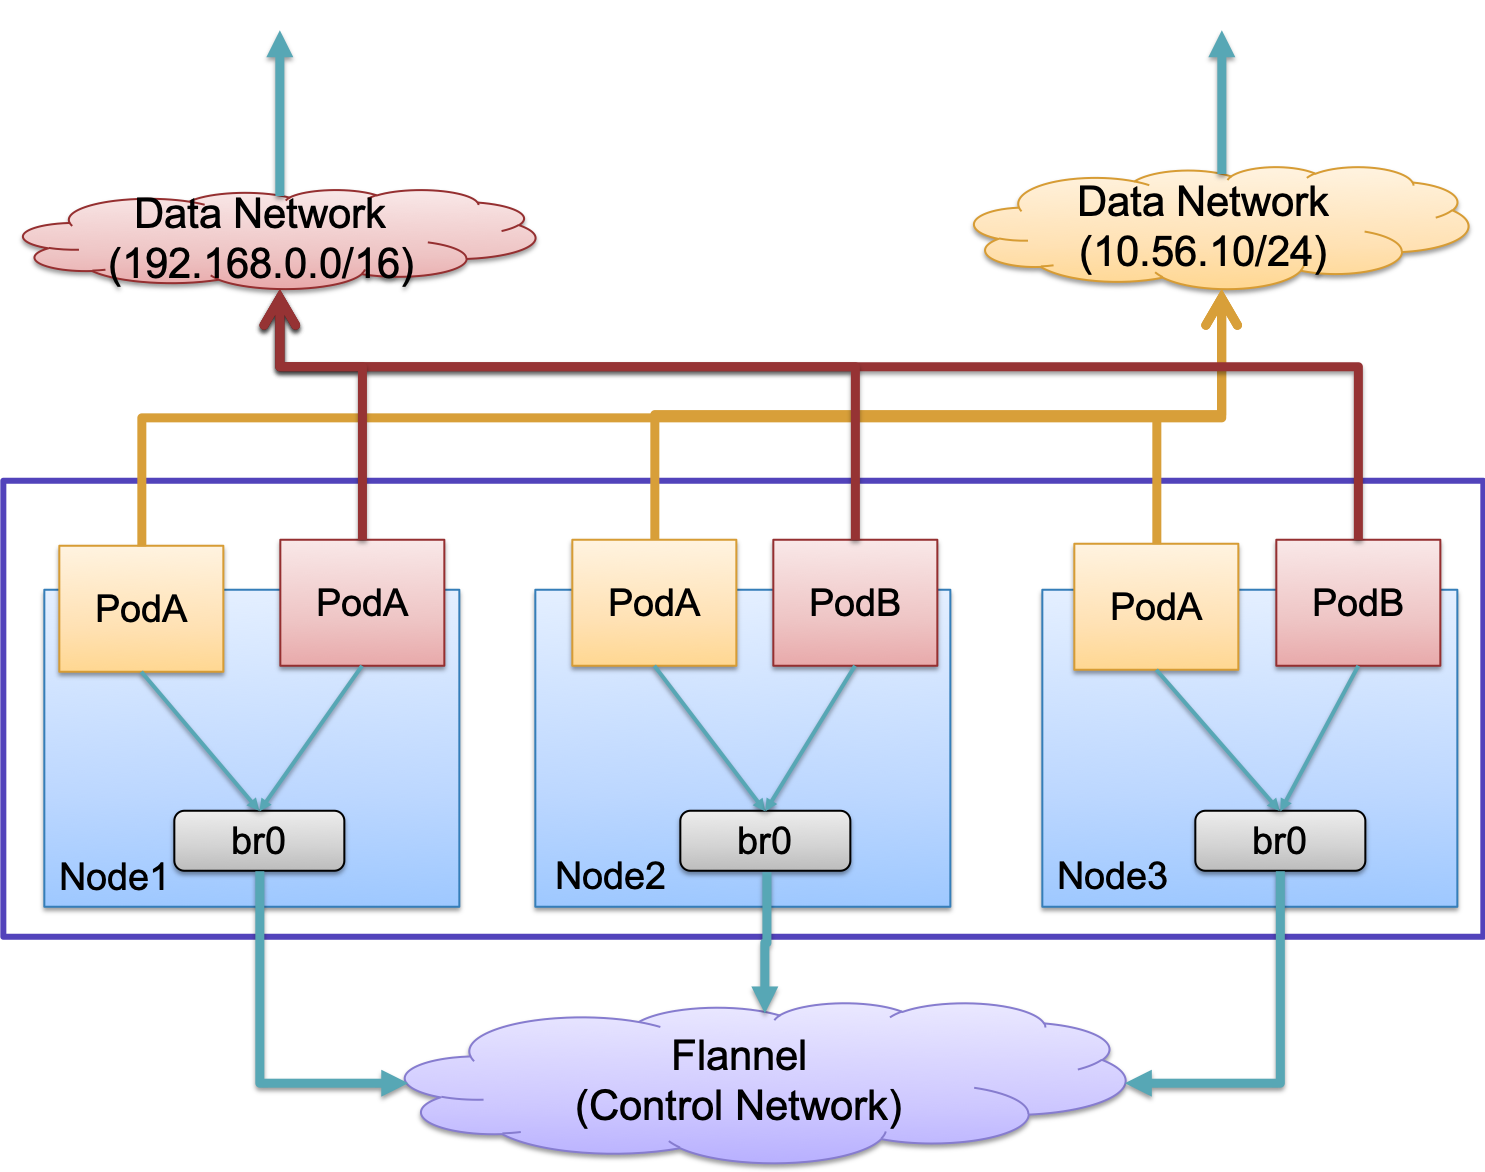 Data Network
(192.168.0.0/16)
Data Network
(10.56.10/24)
PodA
PodA
PodA
PodB
PodA
PodB
br0
br0
br0
Node1
Node2
Node3
Flannel
(Control Network)